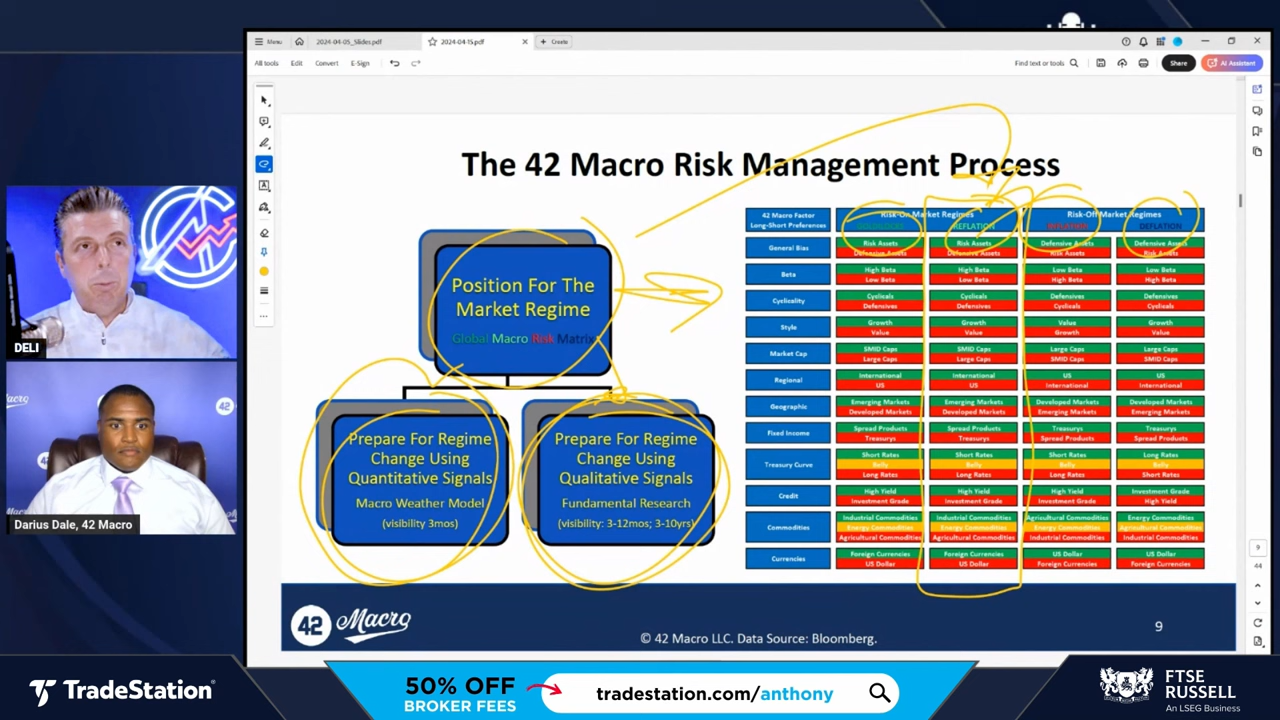 Menu
2024-04-05_Slides.pdf
2024-04-15.pdf
Create
All tools
Edit
Convert
E-Sign
Find text or tools
Share
AI Assistant
The 42 Macro Risk Management Process
Position For The
Market Regime
Global Macro Risk Matrix
Prepare For Regime
Change Using
Quantitative Signals
Macro Weather Model
(visibility 3mos)
Prepare For Regime
Change Using
Qualitative Signals
Fundamental Research
(visibility: 3-12mos; 3-10yrs)
42 Macro Factor
Long-Short Preferences
Risk-On Market Regimes
Risk-Off Market Regimes
REFLATION
INFLATION
DEFLATION
General Bias
Risk Assets
Defensive Assets
Risk Assets
Defensive Assets
Defensive Assets
Risk Assets
Defensive Assets
Risk Assets
Beta
High Beta
Low Beta
High Beta
Low Beta
Low Beta
High Beta
Low Beta
High Beta
Cyclicality
Cyclicals
Defensives
Cyclicals
Defensives
Defensives
Cyclicals
Defensives
Cyclicals
Style
Growth
Value
Growth
Value
Value
Growth
Growth
Value
Market Cap
SMID Caps
Large Caps
SMID Caps
Large Caps
Large Caps
SMID Caps
Large Caps
SMID Caps
Regional
International
US
International
US
US
International
US
International
Geographic
Emerging Markets
Developed Markets
Emerging Markets
Developed Markets
Developed Markets
Emerging Markets
Developed Markets
Emerging Markets
Fixed Income
Spread Products
Treasurys
Spread Products
Treasurys
Treasurys
Spread Products
Treasurys
Spread Products
Treasury Curve
Short Rates
Belly
Long Rates
Short Rates
Belly
Long Rates
Short Rates
Belly
Long Rates
Long Rates
Belly
Short Rates
Credit
High Yield
Investment Grade
High Yield
Investment Grade
High Yield
Investment Grade
Investment Grade
High Yield
Commodities
Industrial Commodities
Energy Commodities
Agricultural Commodities
Industrial Commodities
Energy Commodities
Agricultural Commodities
Agricultural Commodities
Energy Commodities
Industrial Commodities
Energy Commodities
Agricultural Commodities
Industrial Commodities
Currencies
Foreign Currencies
US Dollar
Foreign Currencies
US Dollar
US Dollar
Foreign Currencies
US Dollar
Foreign Currencies
42 Macro
© 42 Macro LLC. Data Source: Bloomberg.
9
9
44
DELI
Macro
42
Darius Dale, 42 Macro
TradeStation
50% OFF
BROKER FEES
tradestation.com/anthony
FTSE
RUSSELL
An LSEG Business